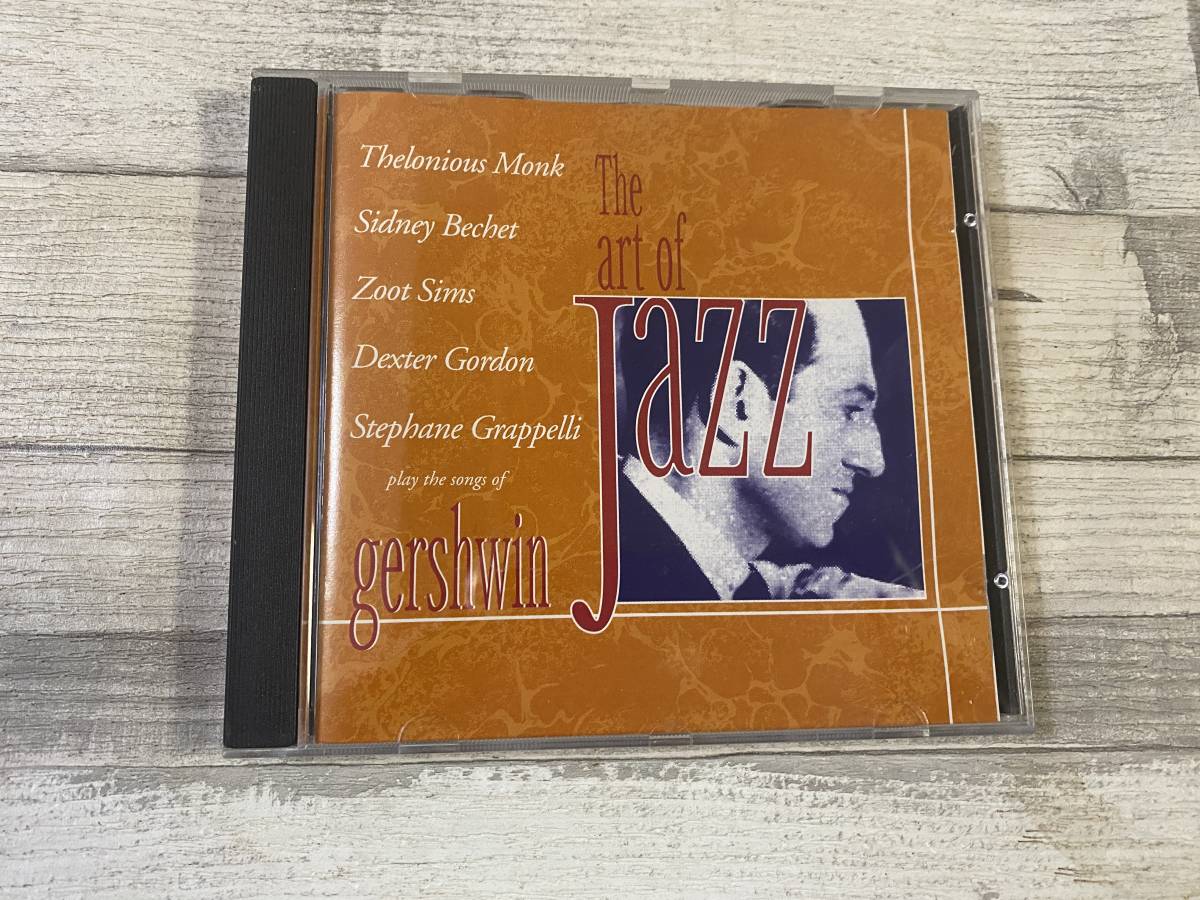 Thelonious Monk
Sidney Bechet
Zoot Sims
Dexter Gordon
Stephane Grappelli
play the songs of
gershwin
The
art of
Jazz